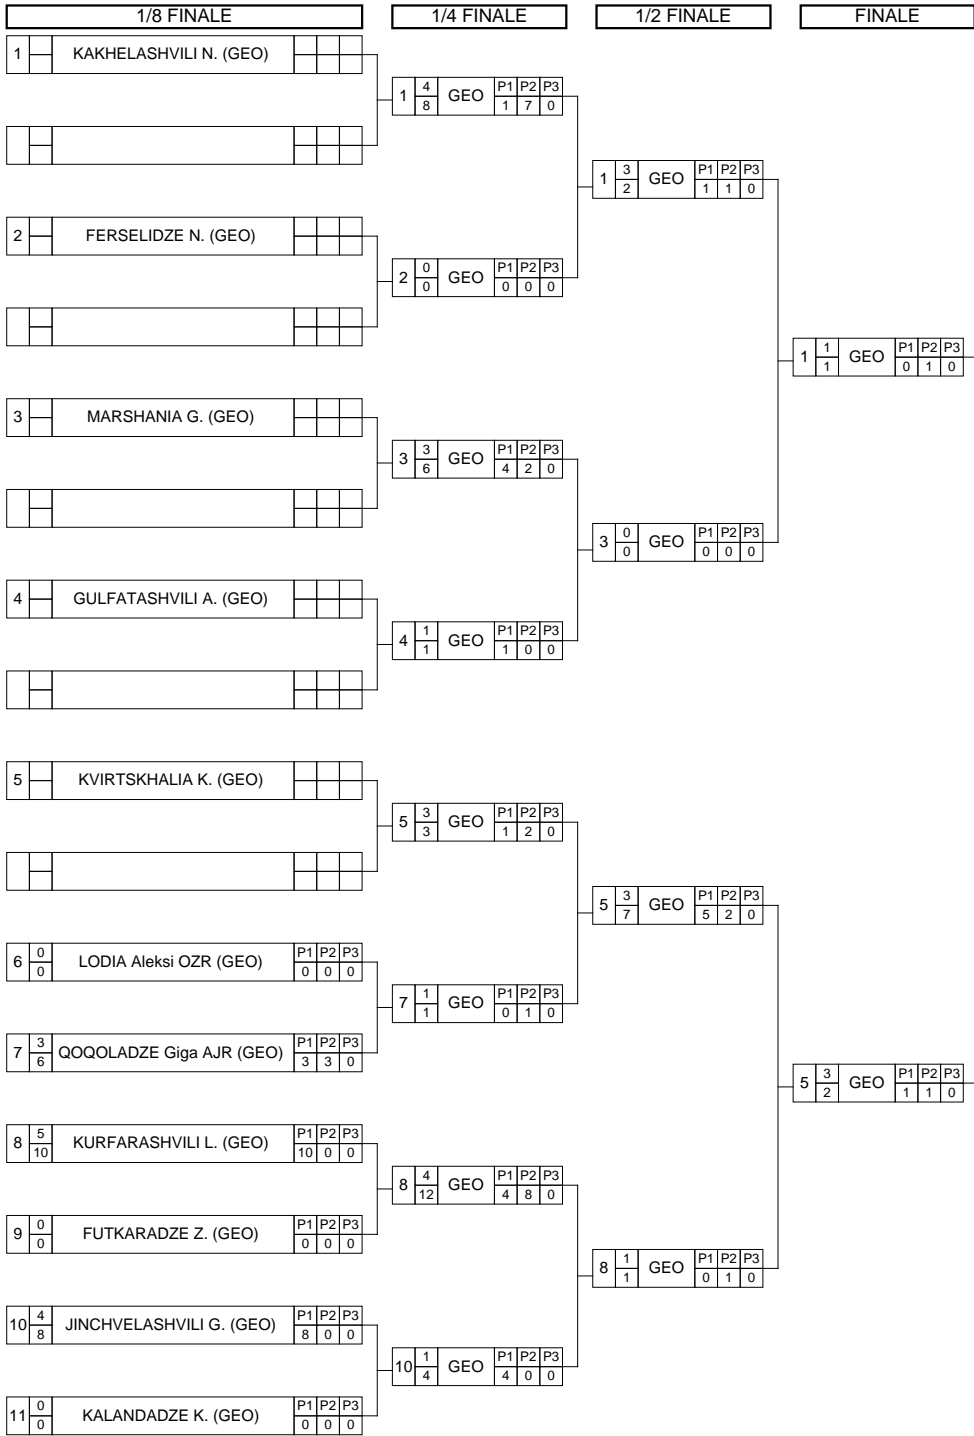 1/8 FINALE 1/4 FINALE 1/2 FINALE FINALE
1 KAKHELASHVILI N. (GEO)
1 4 8 GEO P1 P2 P3 1 7 0
1 3 2 GEO P1 P2 P3 1 1 0
2 FERSELIDZE N. (GEO)
2 0 0 GEO P1 P2 P3 0 0 0
1 1 1 GEO P1 P2 P3 0 1 0
3 MARSHANIA G. (GEO)
3 3 6 GEO P1 P2 P3 4 2 0
3 0 0 GEO P1 P2 P3 0 0 0
4 GULFATASHVILI A. (GEO)
4 1 1 GEO P1 P2 P3 1 0 0
5 KVIRTSKHALIA K. (GEO)
5 3 3 GEO P1 P2 P3 1 2 0
5 3 7 GEO P1 P2 P3 5 2 0
6 0 0 LODIA Aleksi OZR (GEO) P1 P2 P3 0 0 0
7 1 1 GEO P1 P2 P3 0 1 0
7 3 6 QOQOLADZE Giga AJR (GEO) P1 P2 P3 3 3 0
5 3 2 GEO P1 P2 P3 1 1 0
8 5 10 KURFARASHVILI L. (GEO) P1 P2 P3 10 0 0
8 4 12 GEO P1 P2 P3 4 8 0
9 0 0 FUTKARADZE Z. (GEO) P1 P2 P3 0 0 0
8 1 1 GEO P1 P2 P3 0 1 0
10 4 8 JINCHVELASHVILI G. (GEO) P1 P2 P3 8 0 0
10 1 4 GEO P1 P2 P3 4 0 0
11 0 0 KALANDADZE K. (GEO) P1 P2 P3 0 0 0